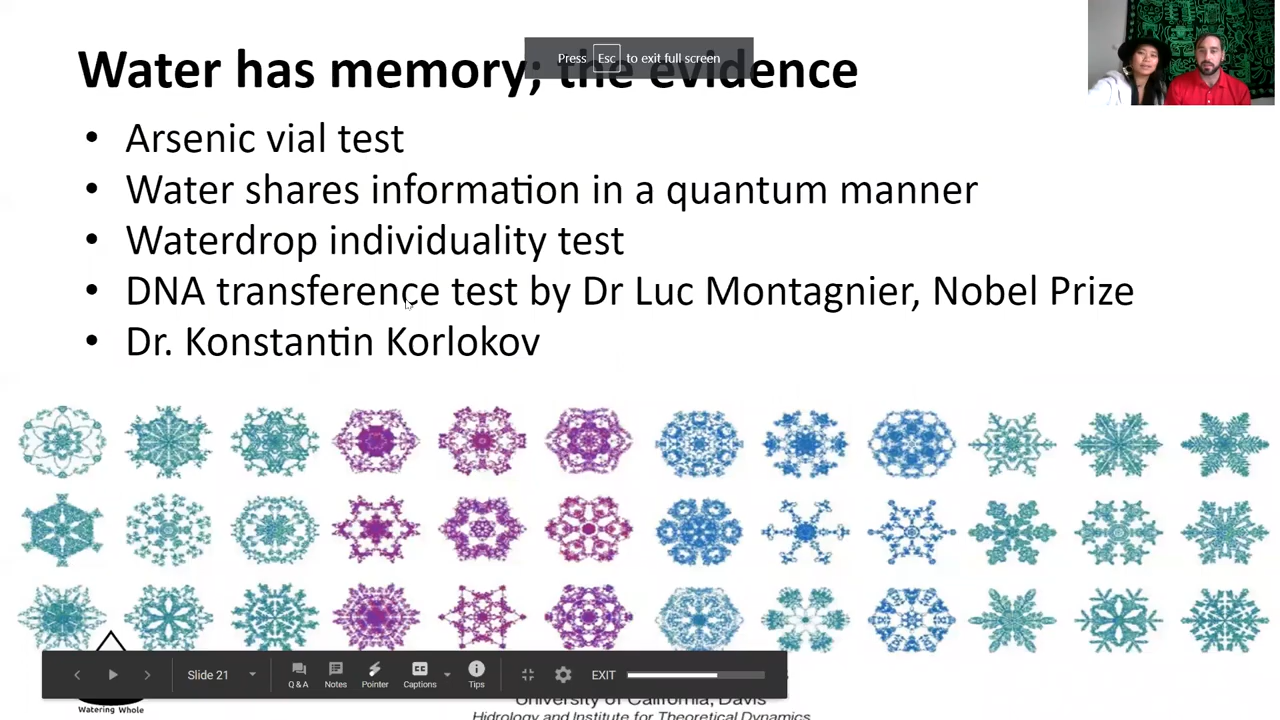 Water has memory; the evidence
Press Esc to exit full screen
• Arsenic vial test
• Water shares information in a quantum manner
• Waterdrop individuality test
• DNA transference test by Dr Luc Montagnier, Nobel Prize
• Dr. Konstantin Korlokov
Slide 21
Q & A
Notes
Pointer
CC
Captions
Tips
EXIT
University of California, Davis
Watering Whole
Hidrology and Institute for Theoretical Dynamics